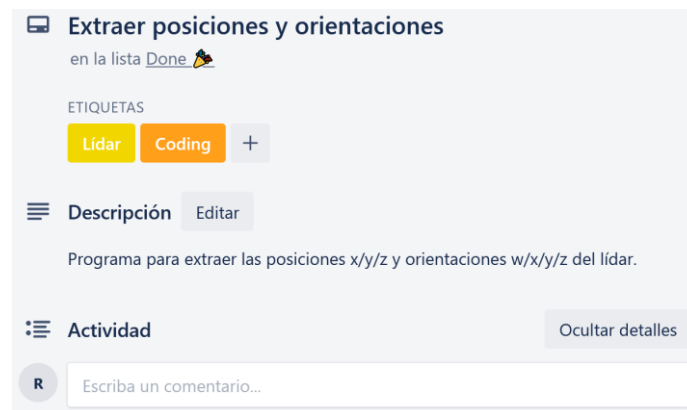 Extraer posiciones y orientaciones
en la lista Done 🎉
ETIQUETAS
Lídar Coding +
Descripción Editar
Programa para extraer las posiciones x/y/z y orientaciones w/x/y/z del lídar.
Actividad Ocultar detalles
R Escriba un comentario...